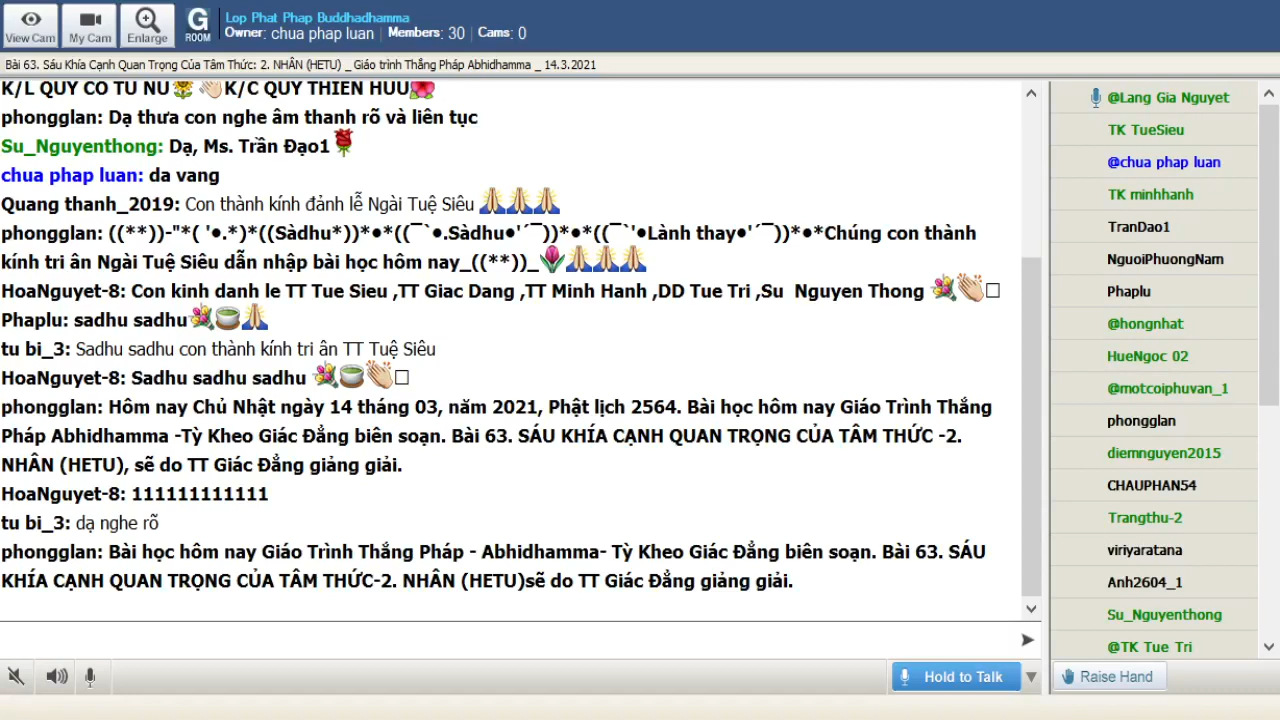 View Cam
My Cam
Enlarge
G
ROOM
Lop Phat Phap Buddhadhamma
Owner: chua phap luan | Members: 30 | Cams: 0
Bài 63. Sáu Khía Cạnh Quan Trọng Của Tâm Thức: 2. NHÂN (HETU) _ Giáo trình Thắng Pháp Abhidhamma _ 14.3.2021
K/L QUY CO TU NU🌻 👏K/C QUY THIEN HUU🌺
phongglan: Dạ thưa con nghe âm thanh rõ và liên tục
Su_Nguyenthong: Dạ, Ms. Trần Đạo1🌹
chua phap luan: da vang
Quang thanh_2019: Con thành kính đảnh lễ Ngài Tuệ Siêu 🙏🙏🙏
phongglan: ((**))-"*( '•.*)*((Sàdhu*))*•*((¯`•.Sàdhu•'´¯))*•*((¯`'•Lành thay•'´¯))*•*Chúng con thành
kính tri ân Ngài Tuệ Siêu dẫn nhập bài học hôm nay_((**))_🌷🙏🙏🙏
HoaNguyet-8: Con kinh danh le TT Tue Sieu ,TT Giac Dang ,TT Minh Hanh ,DD Tue Tri ,Su Nguyen Thong 💐👏□
Phaplu: sadhu sadhu💐🍵🙏
tu bi_3: Sadhu sadhu con thành kính tri ân TT Tuệ Siêu
HoaNguyet-8: Sadhu sadhu sadhu 💐🍵👏□
phongglan: Hôm nay Chủ Nhật ngày 14 tháng 03, năm 2021, Phật lịch 2564. Bài học hôm nay Giáo Trình Thắng
Pháp Abhidhamma -Tỳ Kheo Giác Đẳng biên soạn. Bài 63. SÁU KHÍA CẠNH QUAN TRỌNG CỦA TÂM THỨC -2.
NHÂN (HETU), sẽ do TT Giác Đẳng giảng giải.
HoaNguyet-8: 111111111111
tu bi_3: dạ nghe rõ
phongglan: Bài học hôm nay Giáo Trình Thắng Pháp - Abhidhamma- Tỳ Kheo Giác Đẳng biên soạn. Bài 63. SÁU
KHÍA CẠNH QUAN TRỌNG CỦA TÂM THỨC-2. NHÂN (HETU)sẽ do TT Giác Đẳng giảng giải.
@Lang Gia Nguyet
TK TueSieu
@chua phap luan
TK minhhanh
TranDao1
NguoiPhuongNam
Phaplu
@hongnhat
HueNgoc 02
@motcoiphuvan_1
phongglan
diemnguyen2015
CHAUPHAN54
Trangthu-2
viriyaratana
Anh2604_1
Su_Nguyenthong
@TK Tue Tri
Hold to Talk
Raise Hand